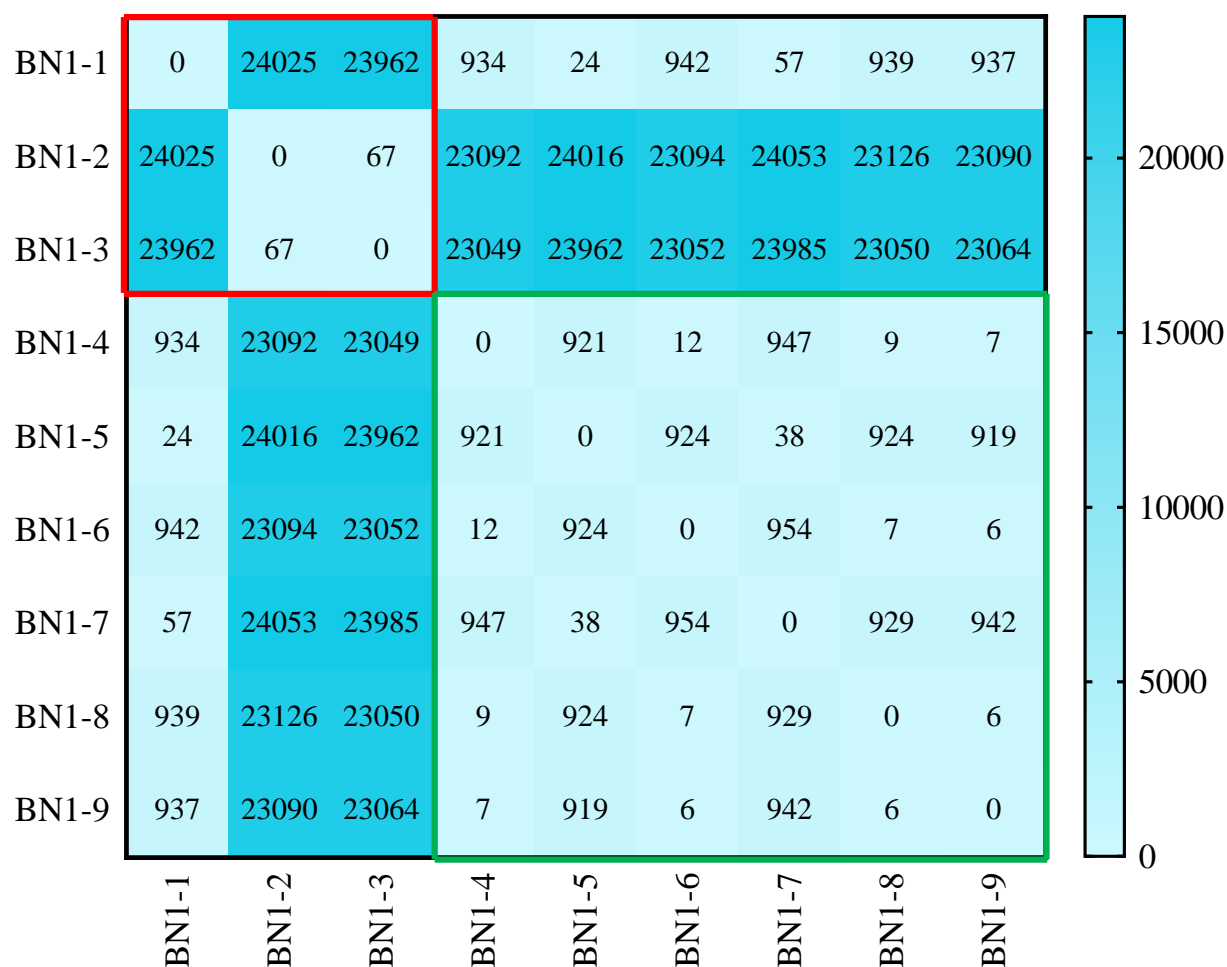 BN1-1 0 24025 23962 934 24 942 57 939 937
BN1-2 24025 0 67 23092 24016 23094 24053 23126 23090
BN1-3 23962 67 0 23049 23962 23052 23985 23050 23064
BN1-4 934 23092 23049 0 921 12 947 9 7
BN1-5 24 24016 23962 921 0 924 38 924 919
BN1-6 942 23094 23052 12 924 0 954 7 6
BN1-7 57 24053 23985 947 38 954 0 929 942
BN1-8 939 23126 23050 9 924 7 929 0 6
BN1-9 937 23090 23064 7 919 6 942 6 0
BN1-1 BN1-2 BN1-3 BN1-4 BN1-5 BN1-6 BN1-7 BN1-8 BN1-9
20000
15000
10000
5000
0